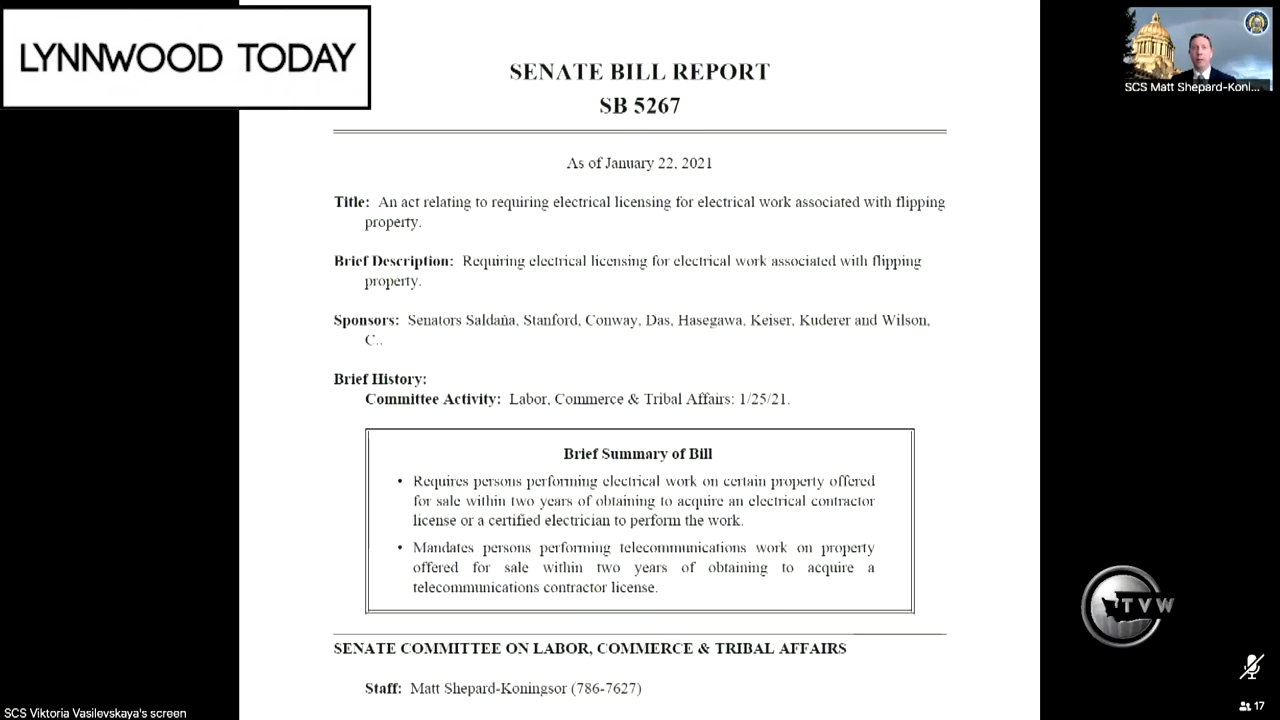 LYNNWOOD TODAY
SENATE BILL REPORT
SB 5267
As of January 22, 2021
Title: An act relating to requiring electrical licensing for electrical work associated with flipping
property.
Brief Description: Requiring electrical licensing for electrical work associated with flipping
property.
Sponsors: Senators Saldaña, Stanford, Conway, Das, Hasegawa, Keiser, Kuderer and Wilson,
C..
Brief History:
Committee Activity: Labor, Commerce & Tribal Affairs: 1/25/21.
Brief Summary of Bill
• Requires persons performing electrical work on certain property offered
for sale within two years of obtaining to acquire an electrical contractor
license or a certified electrician to perform the work.
• Mandates persons performing telecommunications work on property
offered for sale within two years of obtaining to acquire a
telecommunications contractor license.
SENATE COMMITTEE ON LABOR, COMMERCE & TRIBAL AFFAIRS
Staff: Matt Shepard-Koningsor (786-7627)
SCS Matt Shepard-Koni...
TVW
17
SCS Viktoria Vasilevskaya's screen